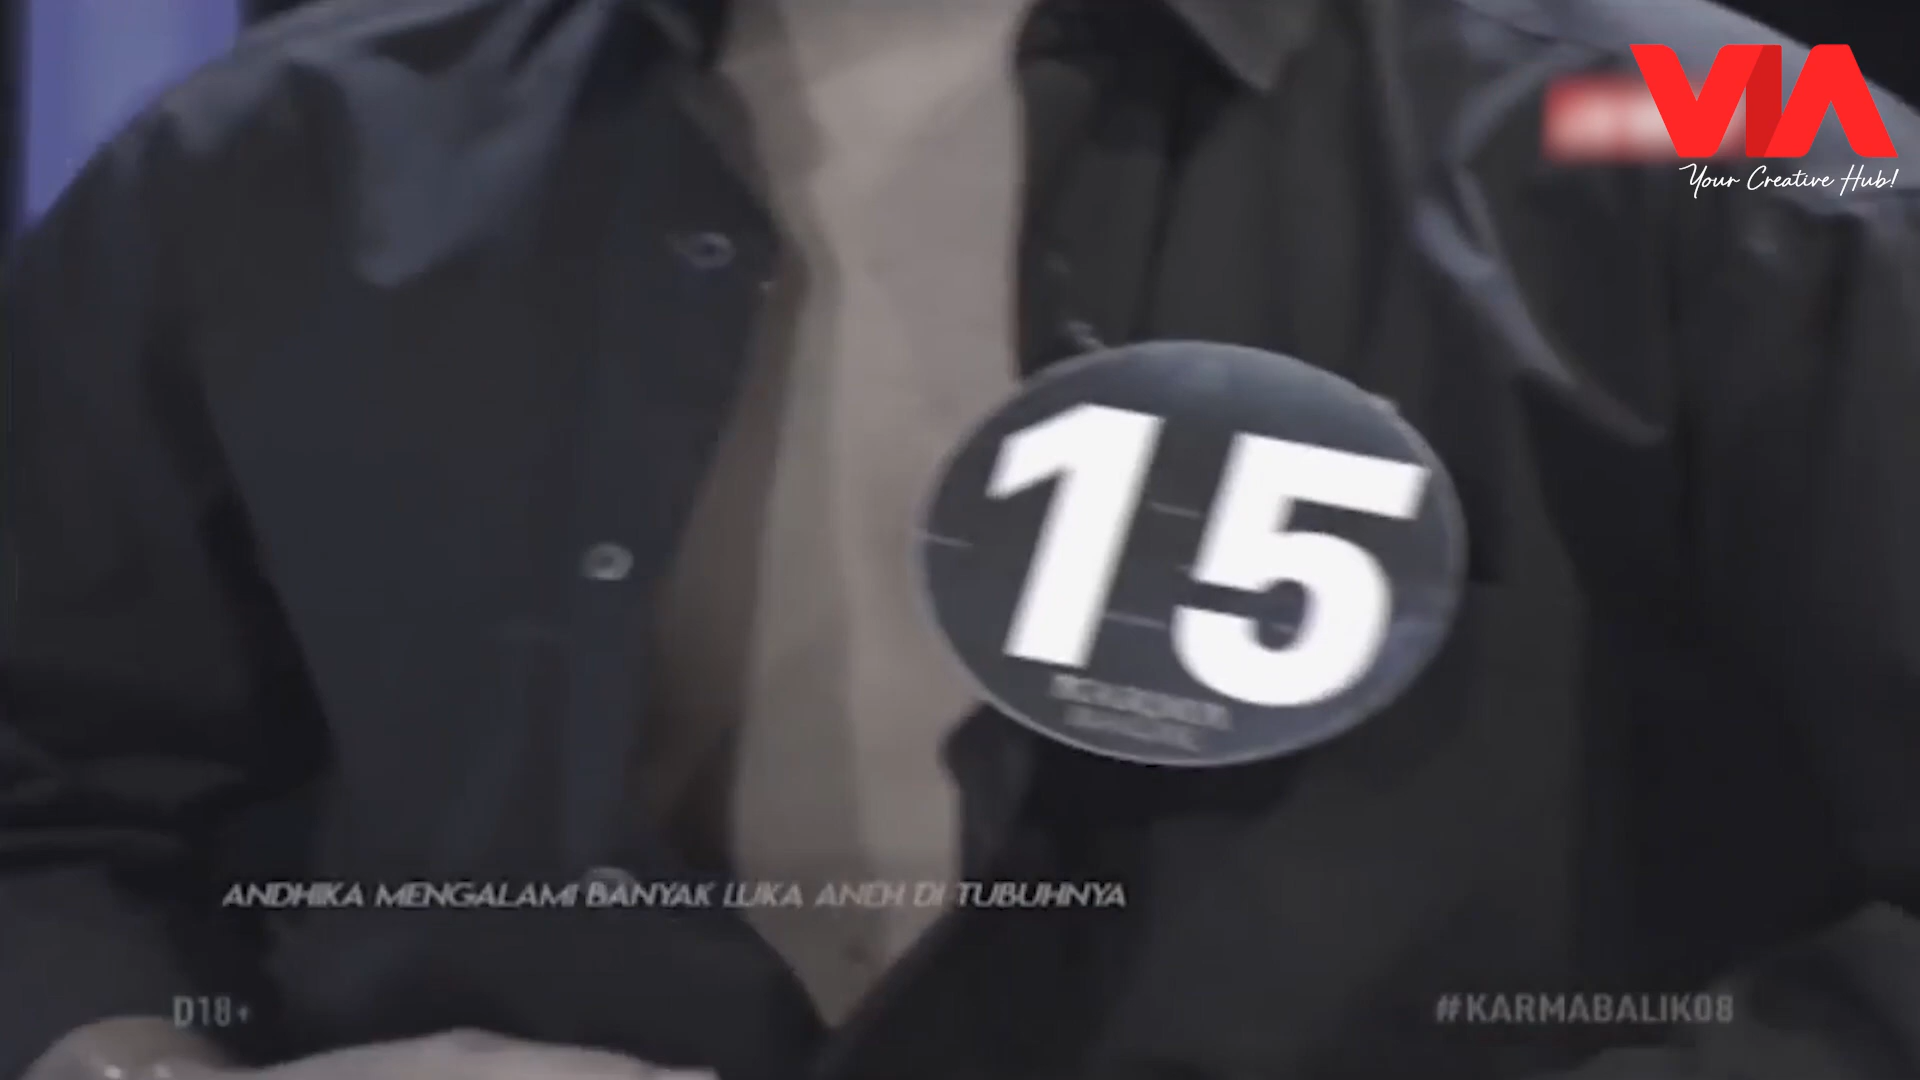 VIA
Your Creative Hub!
15
ANDHIKA MENGALAMI BANYAK LUKA ANEH DI TUBUHNYA
D18+
#KARMABALIK08